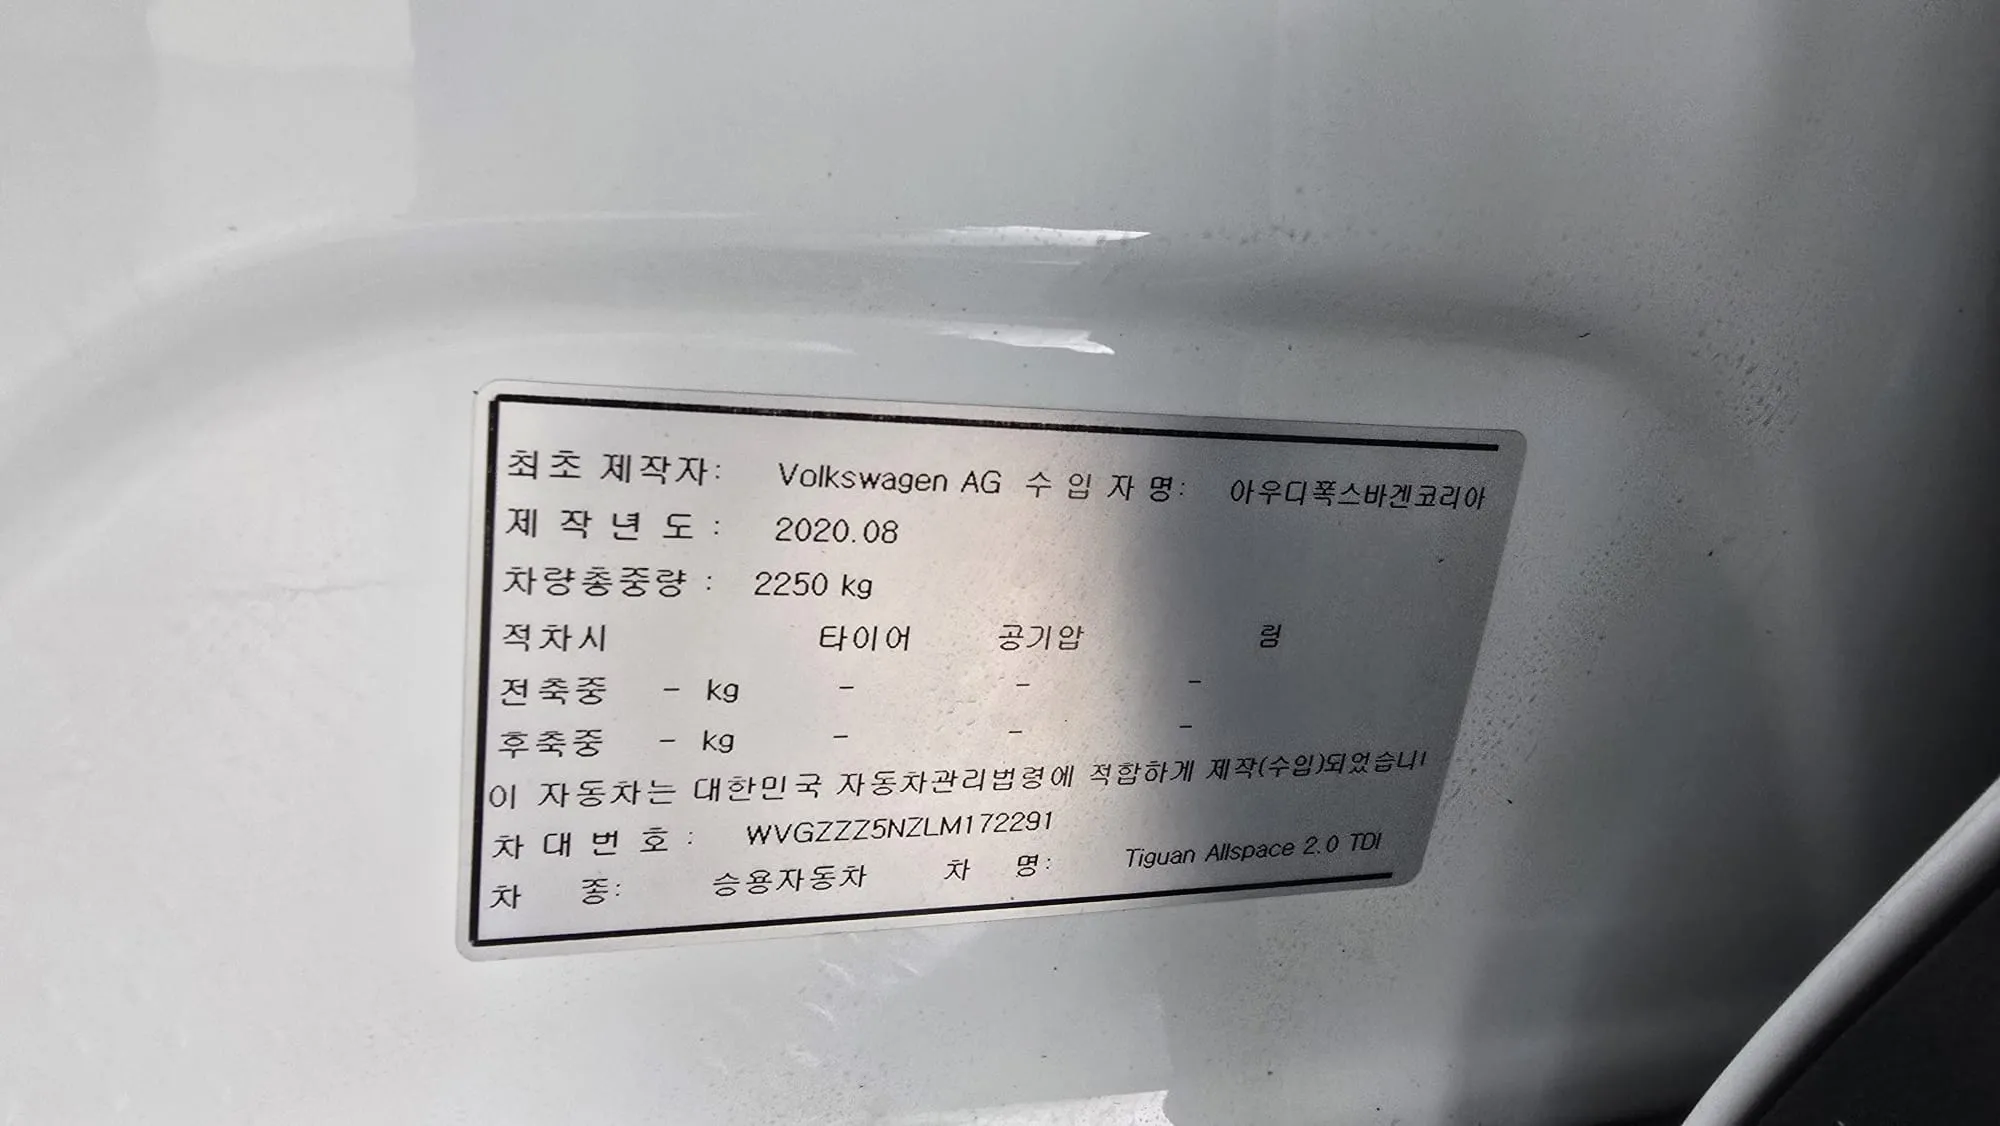 최초 제작자: Volkswagen AG 수 입 자 명: 아우디폭스바겐코리아
제 작 년 도 : 2020.08
차량총중량 : 2250 kg
적차시 타이어 공기압 림
전축중 - kg - - -
후축중 - kg - - -
이 자동차는 대한민국 자동차관리법령에 적합하게 제작(수입)되었습니
차 대 번 호 : WVGZZZ5NZLM172291
차 종: 승용자동차 차 명: Tiguan Allspace 2.0 TDI